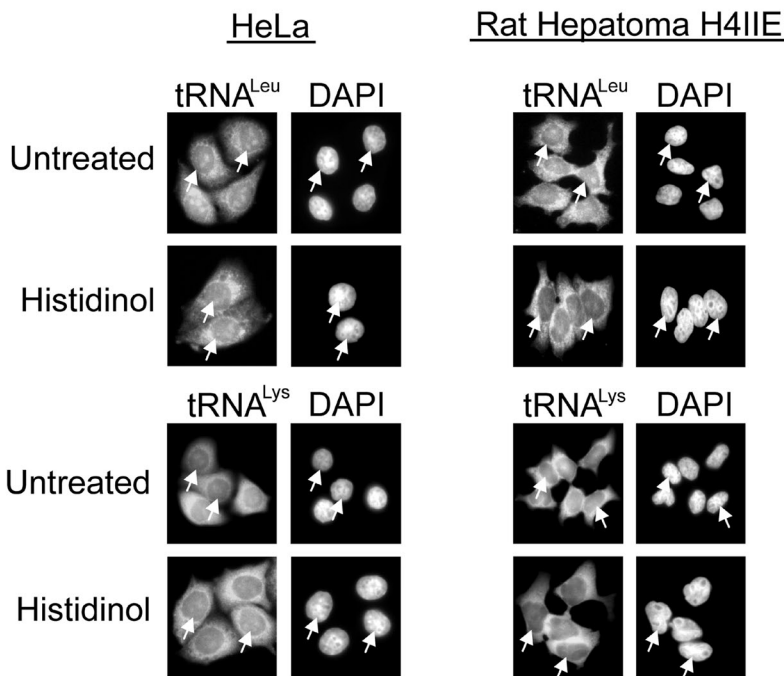 HeLa Rat Hepatoma H4IIE
tRNALeu DAPI tRNALeu DAPI
Untreated
Histidinol
tRNALys DAPI tRNALys DAPI
Untreated
Histidinol